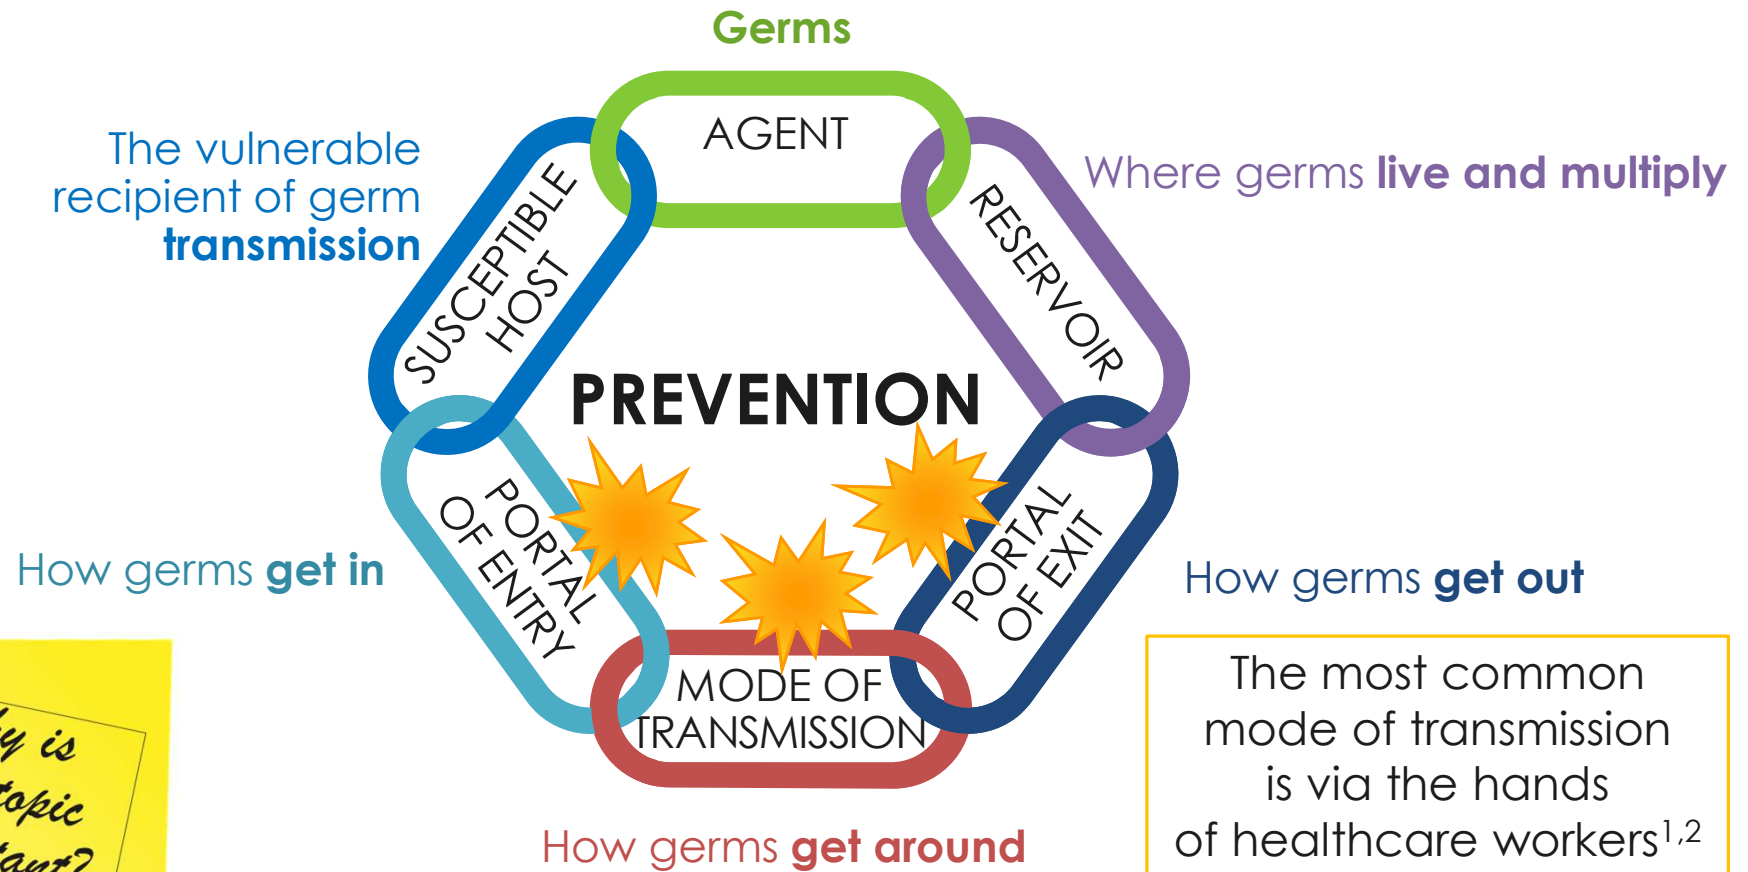 Germs
AGENT
The vulnerable
recipient of germ
transmission
Where germs live and multiply
SUSCEPTIBLE
HOST
RESERVOIR
PREVENTION
PORTAL
OF ENTRY
PORTAL
OF EXIT
How germs get in
How germs get out
MODE OF
TRANSMISSION
How germs get around
The most common
mode of transmission
is via the hands
of healthcare workers1,2
is
topic